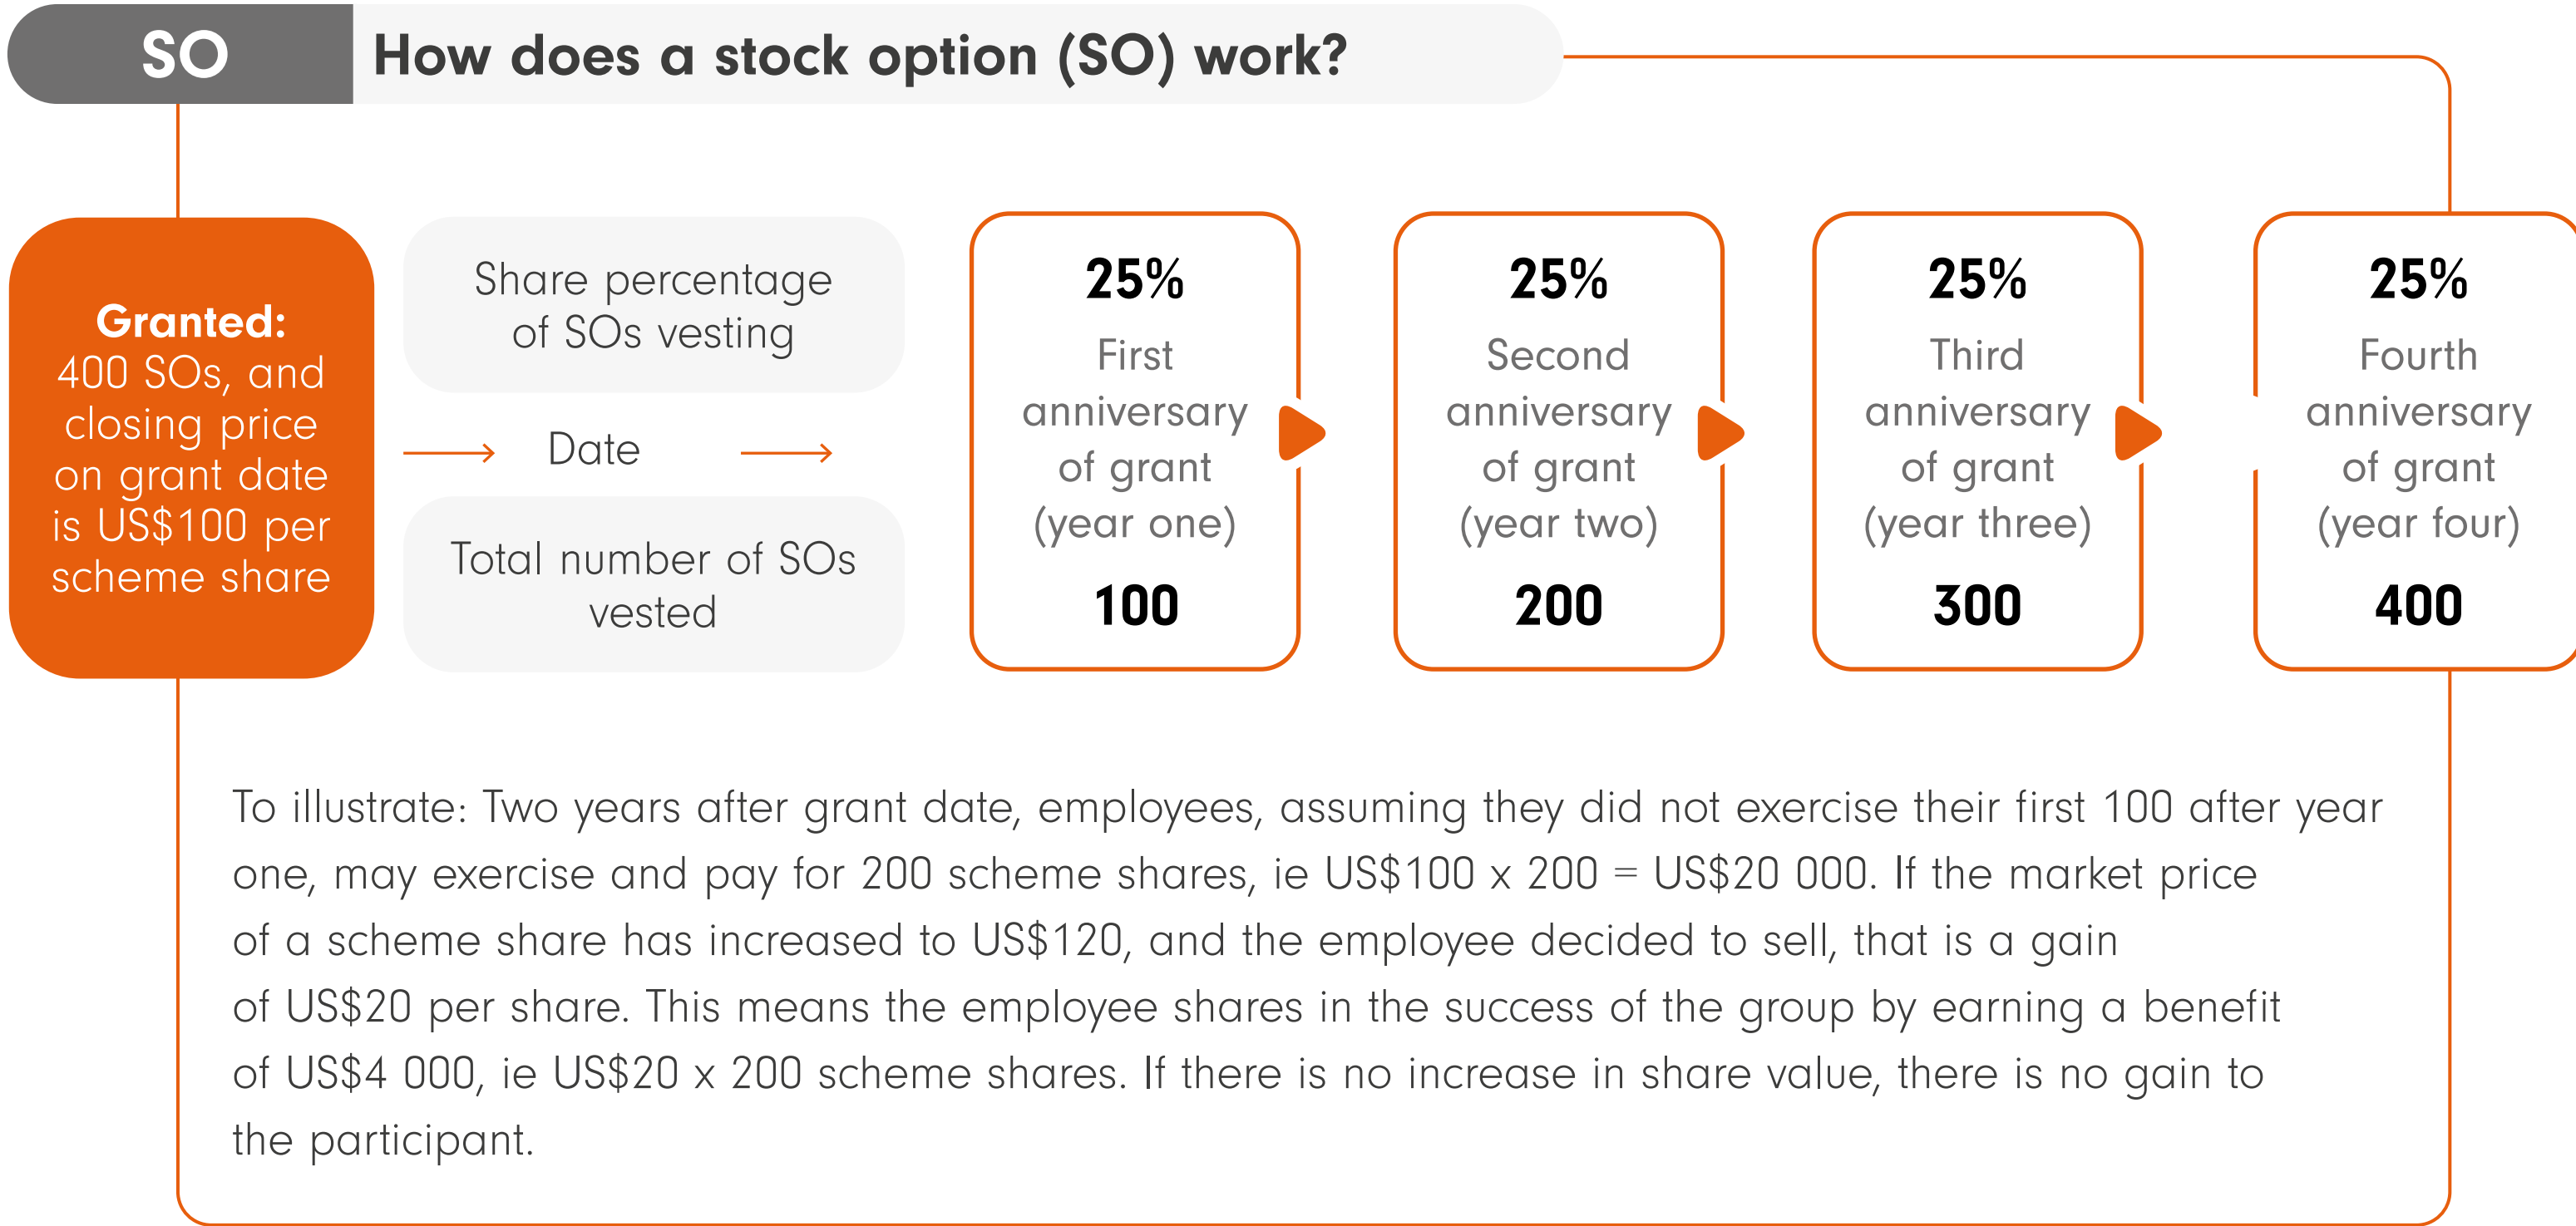 SO
How does a stock option (SO) work?
Granted:
400 SOs, and
closing price
on grant date
is US$100 per
scheme share
Share percentage
of SOs vesting
Date
Total number of SOs
vested
25%
First
anniversary
of grant
(year one)
100
25%
Second
anniversary
of grant
(year two)
200
25%
Third
anniversary
of grant
(year three)
300
25%
Fourth
anniversary
of grant
(year four)
400
To illustrate: Two years after grant date, employees, assuming they did not exercise their first 100 after year
one, may exercise and pay for 200 scheme shares, ie US$100 x 200 = US$20 000. If the market price
of a scheme share has increased to US$120, and the employee decided to sell, that is a gain
of US$20 per share. This means the employee shares in the success of the group by earning a benefit
of US$4 000, ie US$20 x 200 scheme shares. If there is no increase in share value, there is no gain to
the participant.